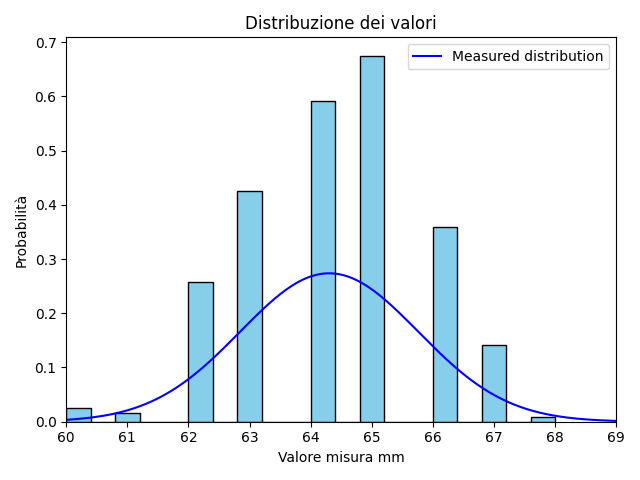 Distribuzione dei valori
Measured distribution
0.7
0.6
0.5
0.4
0.3
0.2
0.1
0.0
Probabilità
60 61 62 63 64 65 66 67 68 69
Valore misura mm